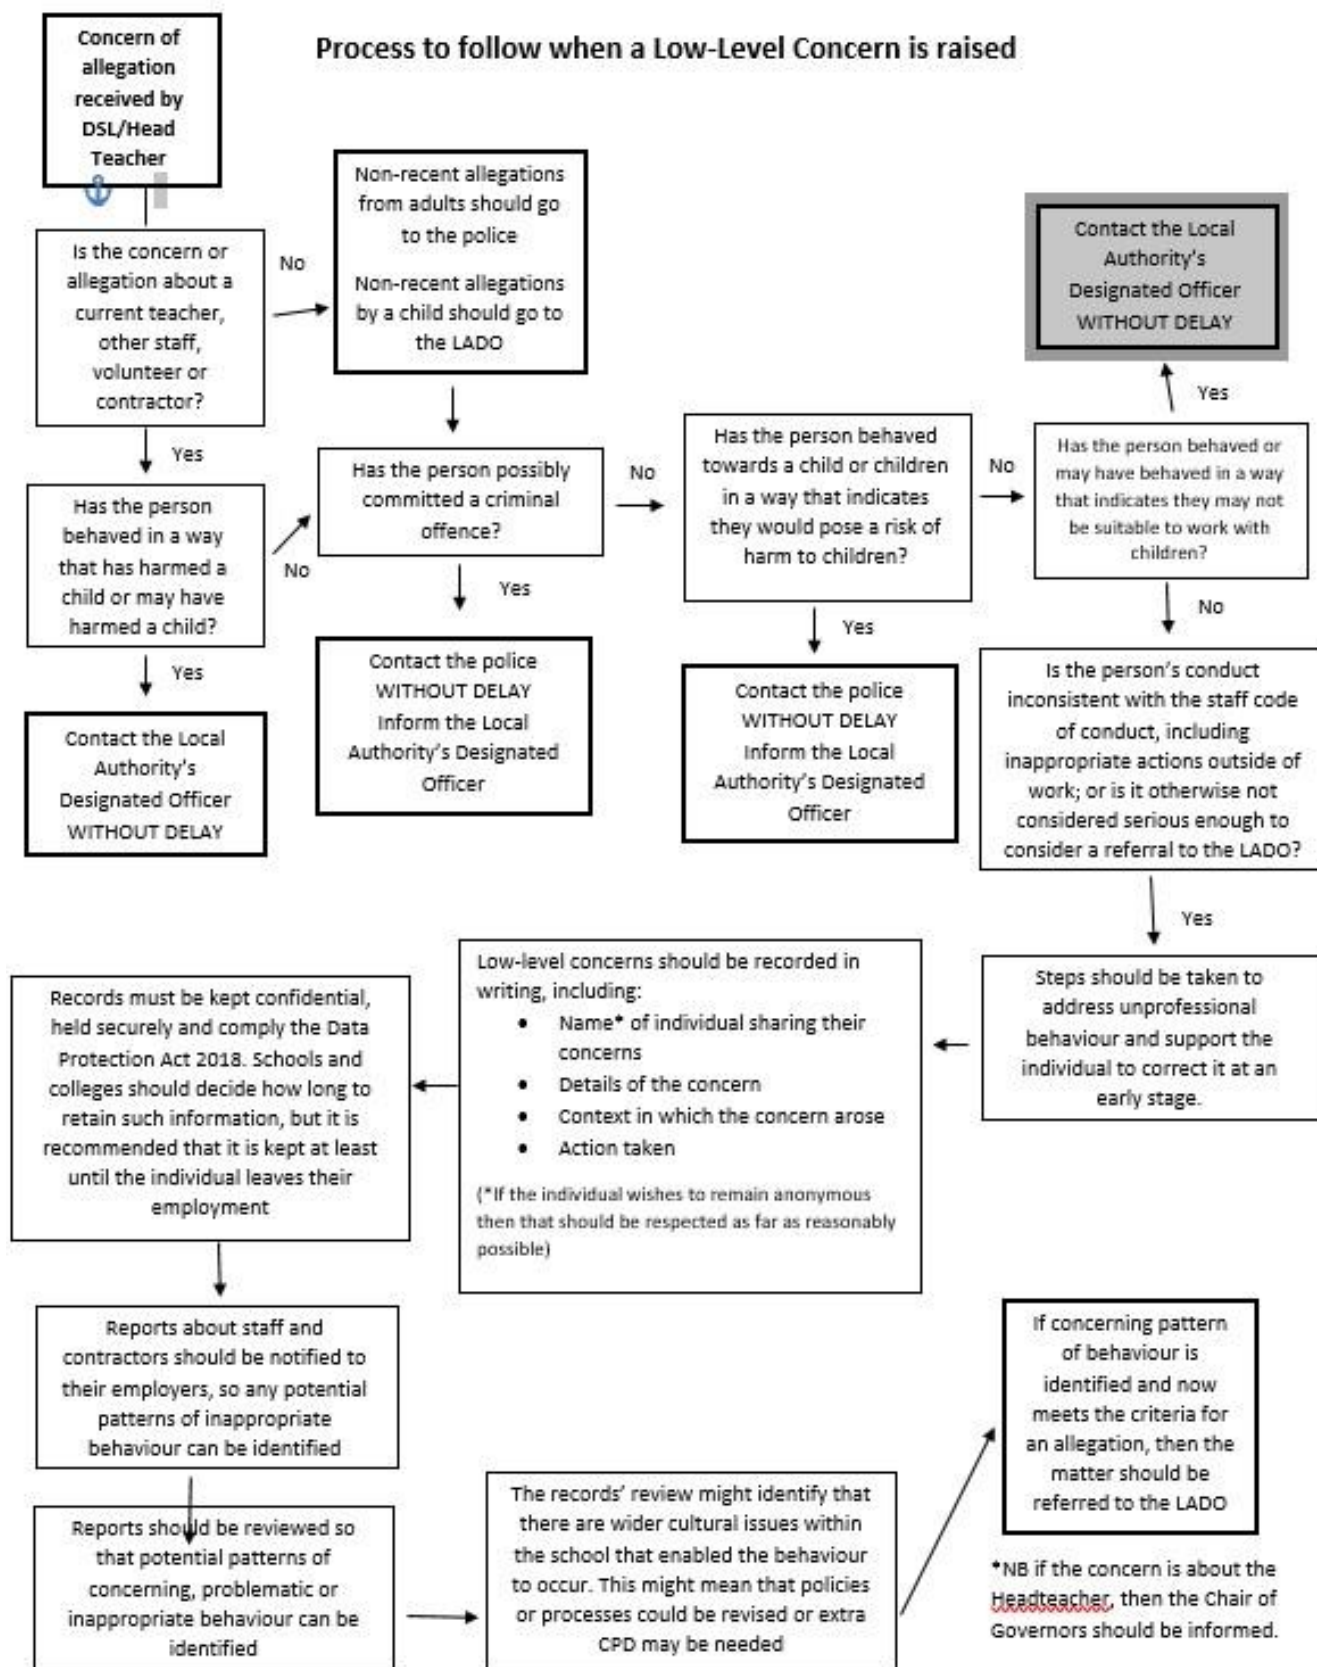 Process to follow when a Low-Level Concern is raised
Concern of
allegation
received by
DSL/Head
Teacher
Is the concern or
allegation about a
current teacher,
other staff,
volunteer or
contractor?
No
Non-recent allegations
from adults should go
to the police
Non-recent allegations
by a child should go to
the LADO
Yes
Has the person
behaved in a way
that has harmed a
child or may have
harmed a child?
No
Yes
Contact the Local
Authority's
Designated Officer
WITHOUT DELAY
Has the person possibly
committed a criminal
offence?
No
Yes
Contact the police
WITHOUT DELAY
Inform the Local
Authority's Designated
Officer
Has the person behaved
towards a child or children
in a way that indicates
they would pose a risk of
harm to children?
No
Yes
Contact the police
WITHOUT DELAY
Inform the Local
Authority's Designated
Officer
Has the person behaved or
may have behaved in a way
that indicates they may not
be suitable to work with
children?
Yes
Contact the Local
Authority's
Designated Officer
WITHOUT DELAY
No
Is the person's conduct
inconsistent with the staff code
of conduct, including
inappropriate actions outside of
work; or is it otherwise not
considered serious enough to
consider a referral to the LADO?
Yes
Steps should be taken to
address unprofessional
behaviour and support the
individual to correct it at an
early stage.
Low-level concerns should be recorded in
writing, including:
• Name* of individual sharing their
concerns
• Details of the concern
• Context in which the concern arose
• Action taken
(*If the individual wishes to remain anonymous
then that should be respected as far as reasonably
possible)
Records must be kept confidential,
held securely and comply the Data
Protection Act 2018. Schools and
colleges should decide how long to
retain such information, but it is
recommended that it is kept at least
until the individual leaves their
employment
Reports about staff and
contractors should be notified to
their employers, so any potential
patterns of inappropriate
behaviour can be identified
Reports should be reviewed so
that potential patterns of
concerning, problematic or
inappropriate behaviour can be
identified
The records' review might identify that
there are wider cultural issues within
the school that enabled the behaviour
to occur. This might mean that policies
or processes could be revised or extra
CPD may be needed
If concerning pattern
of behaviour is
identified and now
meets the criteria for
an allegation, then the
matter should be
referred to the LADO
*NB if the concern is about the
Headteacher, then the Chair of
Governors should be informed.